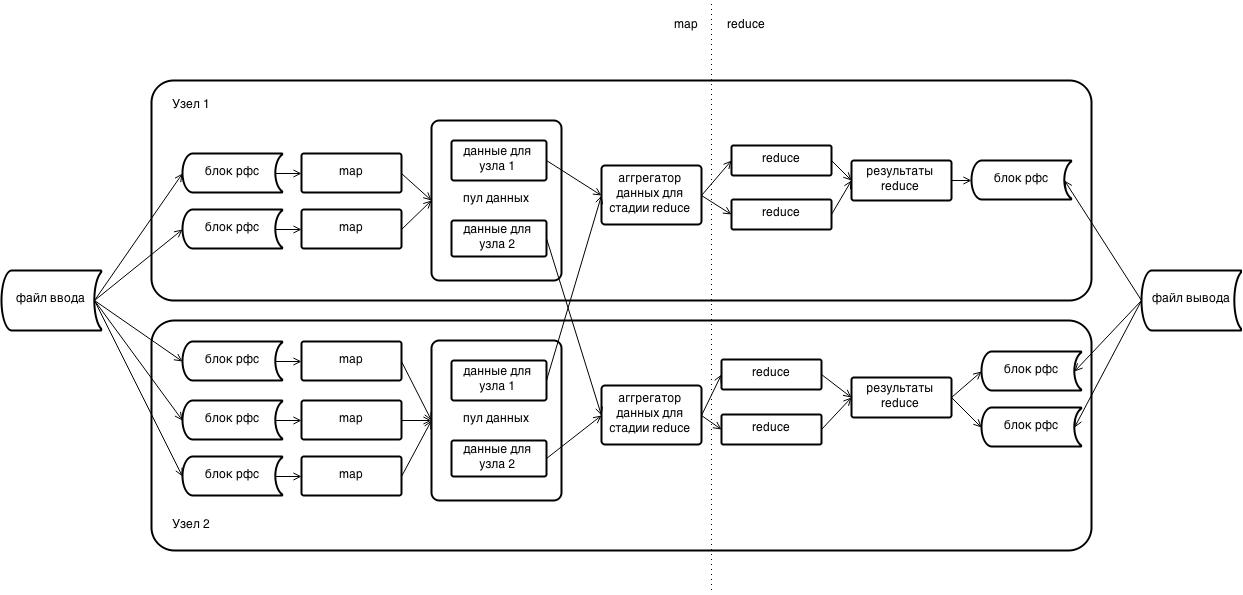 map
reduce
Узел 1
блок рфс
map
блок рфс
map
данные для
узла 1
пул данных
данные для
узла 2
аггрегатор
данных для
стадии reduce
reduce
reduce
результаты
reduce
блок рфс
файл ввода
файл вывода
блок рфс
map
блок рфс
map
блок рфс
map
данные для
узла 1
пул данных
данные для
узла 2
аггрегатор
данных для
стадии reduce
reduce
reduce
результаты
reduce
блок рфс
блок рфс
Узел 2